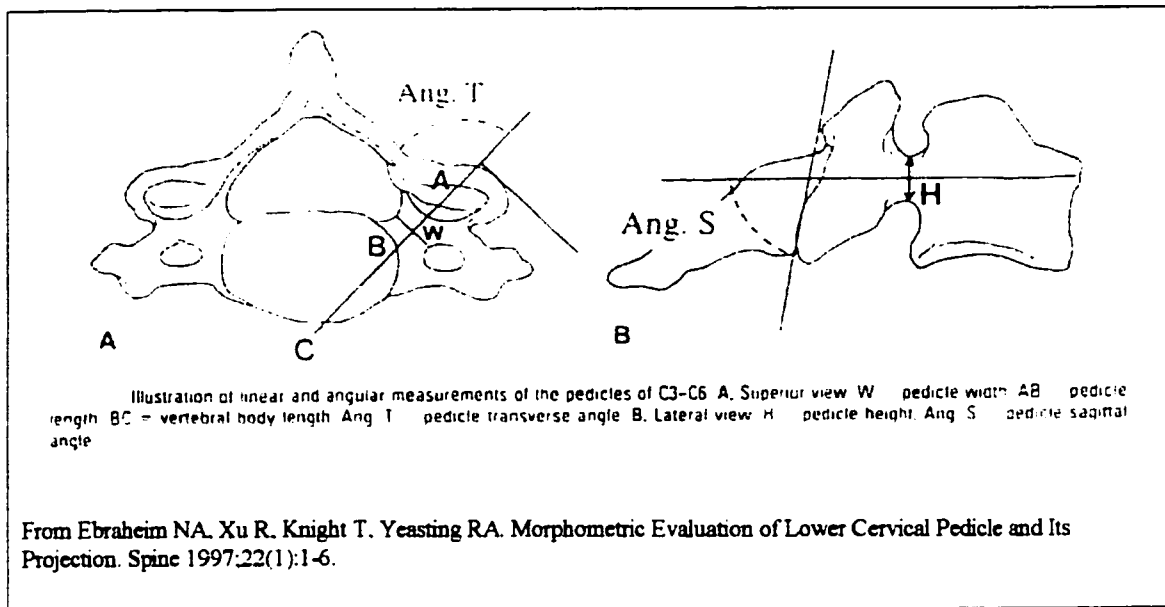 Ang. T
A
W
B
C
A
H
Ang. S
B
Illustration of linear and angular measurements of the pedicles of C3-C6 A, Superior view W pedicle width AB pedicle
length BC = vertebral body length Ang T pedicle transverse angle B. Lateral view H pedicle height. Ang S pedicle sagittal
angle
From Ebraheim NA. Xu R. Knight T. Yeasting RA. Morphometric Evaluation of Lower Cervical Pedicle and Its
Projection. Spine 1997;22(1):1-6.